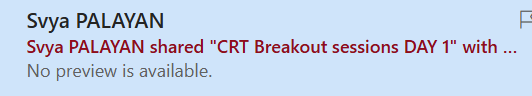 Svya PALAYAN
Svya PALAYAN shared "CRT Breakout sessions DAY 1" with ...
No preview is available.